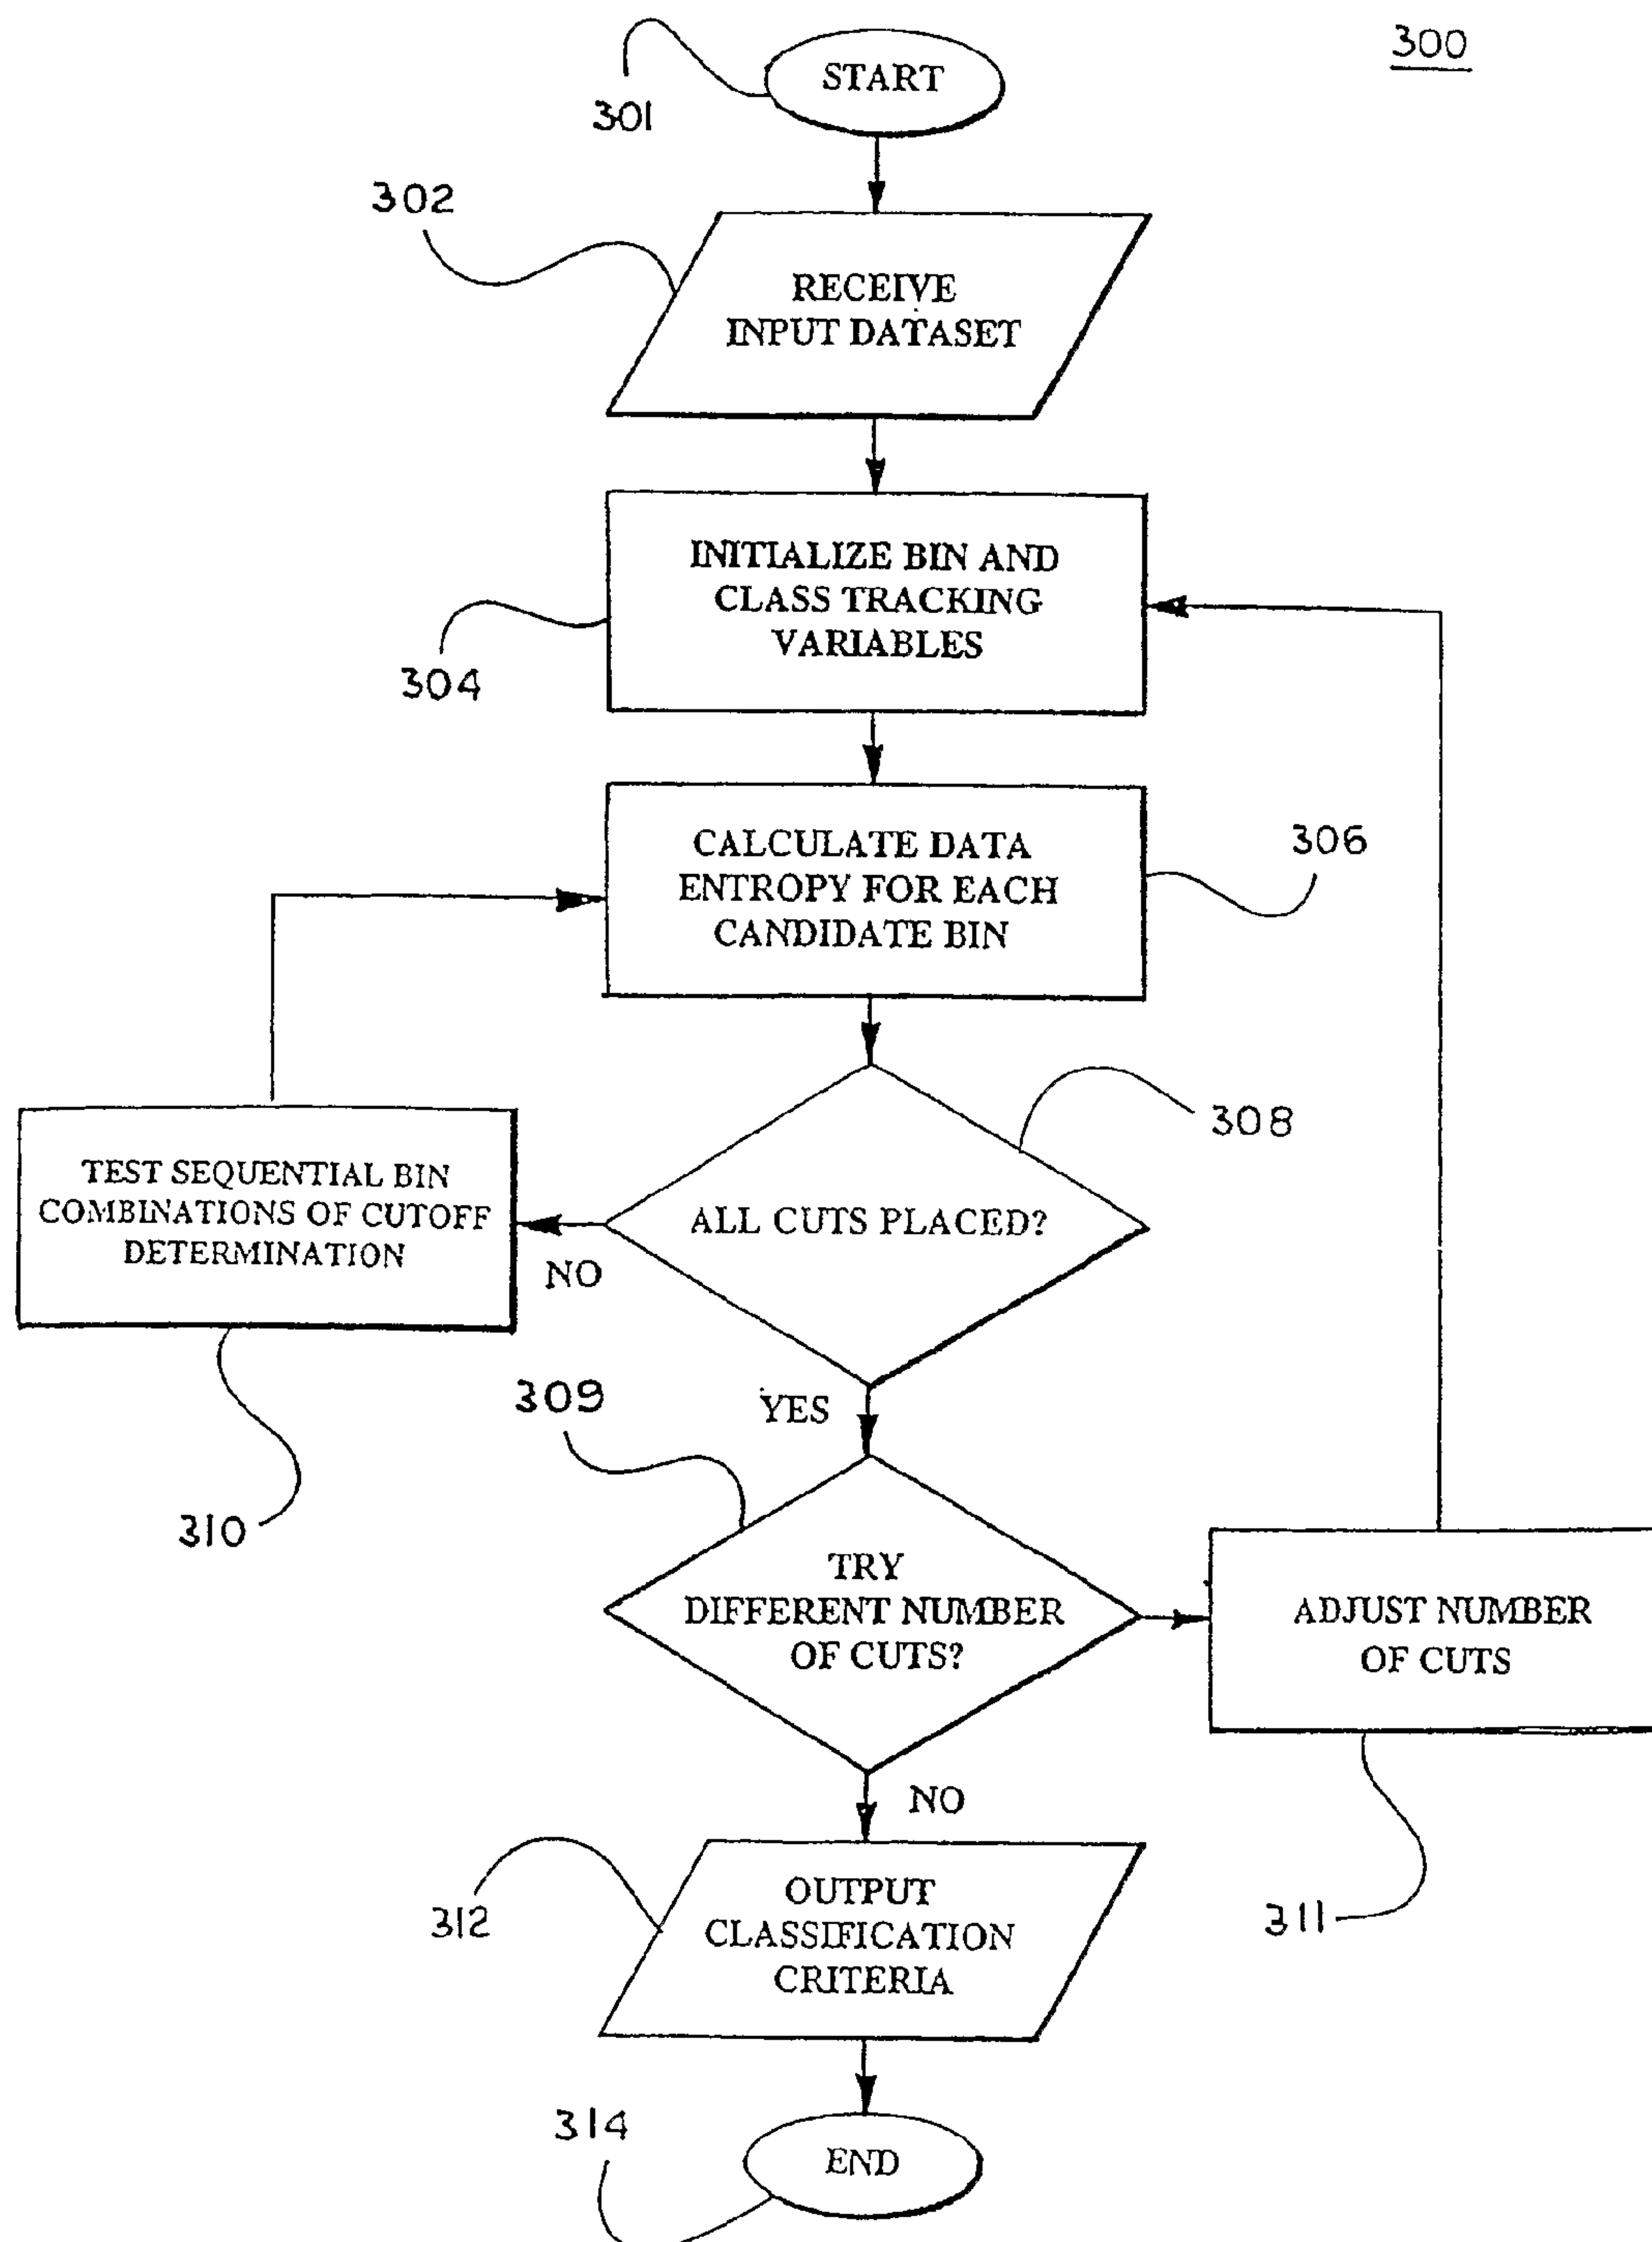 300
START
301
302
RECEIVE
INPUT DATASET
INITIALIZE BIN AND
CLASS TRACKING
VARIABLES
304
CALCULATE DATA
ENTROPY FOR EACH
CANDIDATE BIN
306
308
TEST SEQUENTIAL BIN
COMBINATIONS OF CUTOFF
DETERMINATION
ALL CUTS PLACED?
NO
310
YES
309
TRY
DIFFERENT NUMBER
OF CUTS?
ADJUST NUMBER
OF CUTS
311
NO
OUTPUT
CLASSIFICATION
CRITERIA
312
314
END